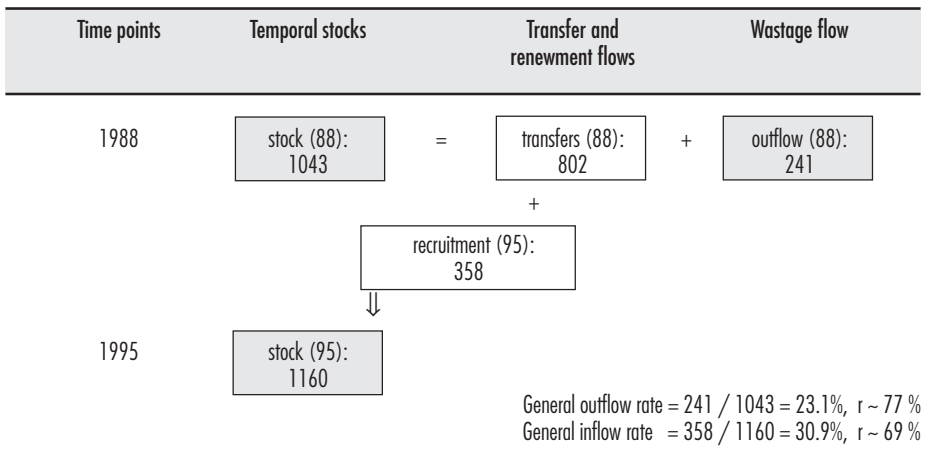 Time points Temporal stocks Transfer and Wastage flow
renewment flows
1988 stock (88): = transfers (88): + outflow (88):
1043 802 241
+
recruitment (95):
358
⇓
1995 stock (95):
1160
General outflow rate = 241 / 1043 = 23.1%, r ~ 77 %
General inflow rate = 358 / 1160 = 30.9%, r ~ 69 %